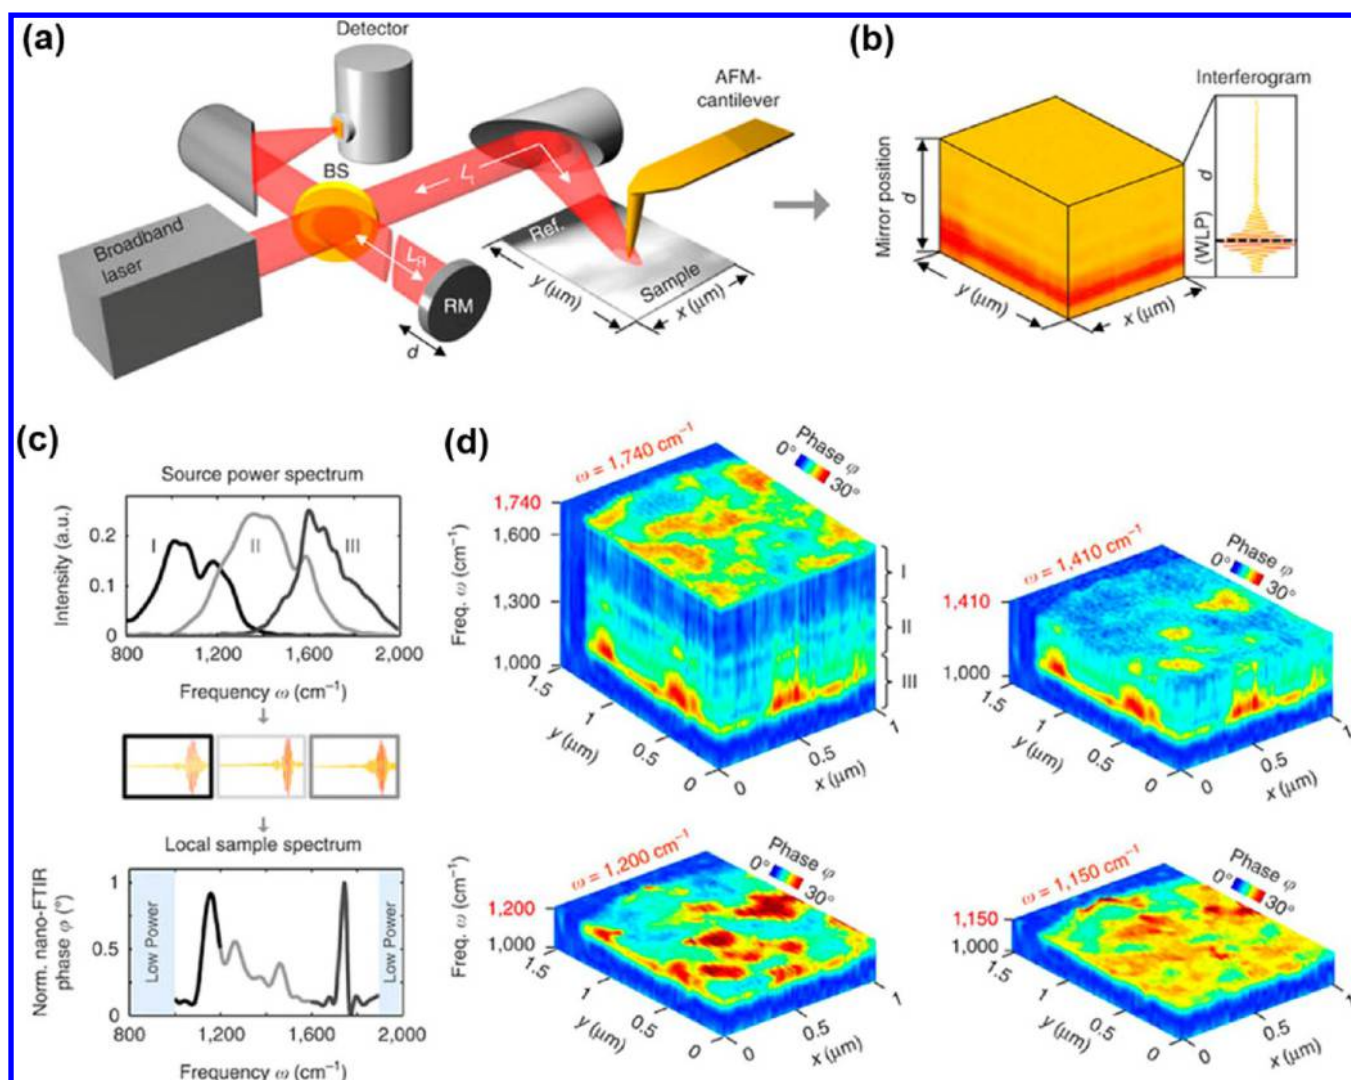 (a)
Detector
AFM-
cantilever
BS
Lt
Broadband
laser
LR
RM
d
Ref.
Sample
y (μm)
x (μm)
(b)
Interferogram
Mirror position
d
d
(WLP)
y (μm)
x (μm)
(c)
Source power spectrum
Intensity (a.u.)
0.2
0.1
0
I
II
III
800
1,200
1,600
2,000
Frequency ω (cm⁻¹)
Local sample spectrum
Norm. nano-FTIR
phase φ (°)
1
0.5
0
Low Power
Low Power
800
1,200
1,600
2,000
Frequency ω (cm⁻¹)
(d)
ω = 1,740 cm⁻¹
Phase φ
0°
30°
Freq. ω (cm⁻¹)
1,740
1,600
1,300
1,000
I
II
III
1.5
1
0.5
0
y (μm)
0
0.5
1
x (μm)
ω = 1,410 cm⁻¹
Phase φ
0°
30°
1,410
1,000
1.5
1
0.5
0
y (μm)
0
0.5
1
x (μm)
ω = 1,200 cm⁻¹
Phase φ
0°
30°
Freq. ω (cm⁻¹)
1,200
1,000
1.5
1
0.5
0
y (μm)
0
0.5
1
x (μm)
ω = 1,150 cm⁻¹
Phase φ
0°
30°
1,150
1,000
1.5
1
0.5
0
y (μm)
0
0.5
1
x (μm)